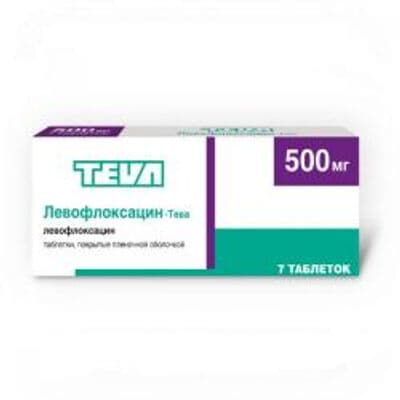 500 мг
TEVA
500 мг
Левофлоксацин-Тева
левофлоксацин
таблетки, покрытые пленочной оболочкой
7 ТАБЛЕТОК